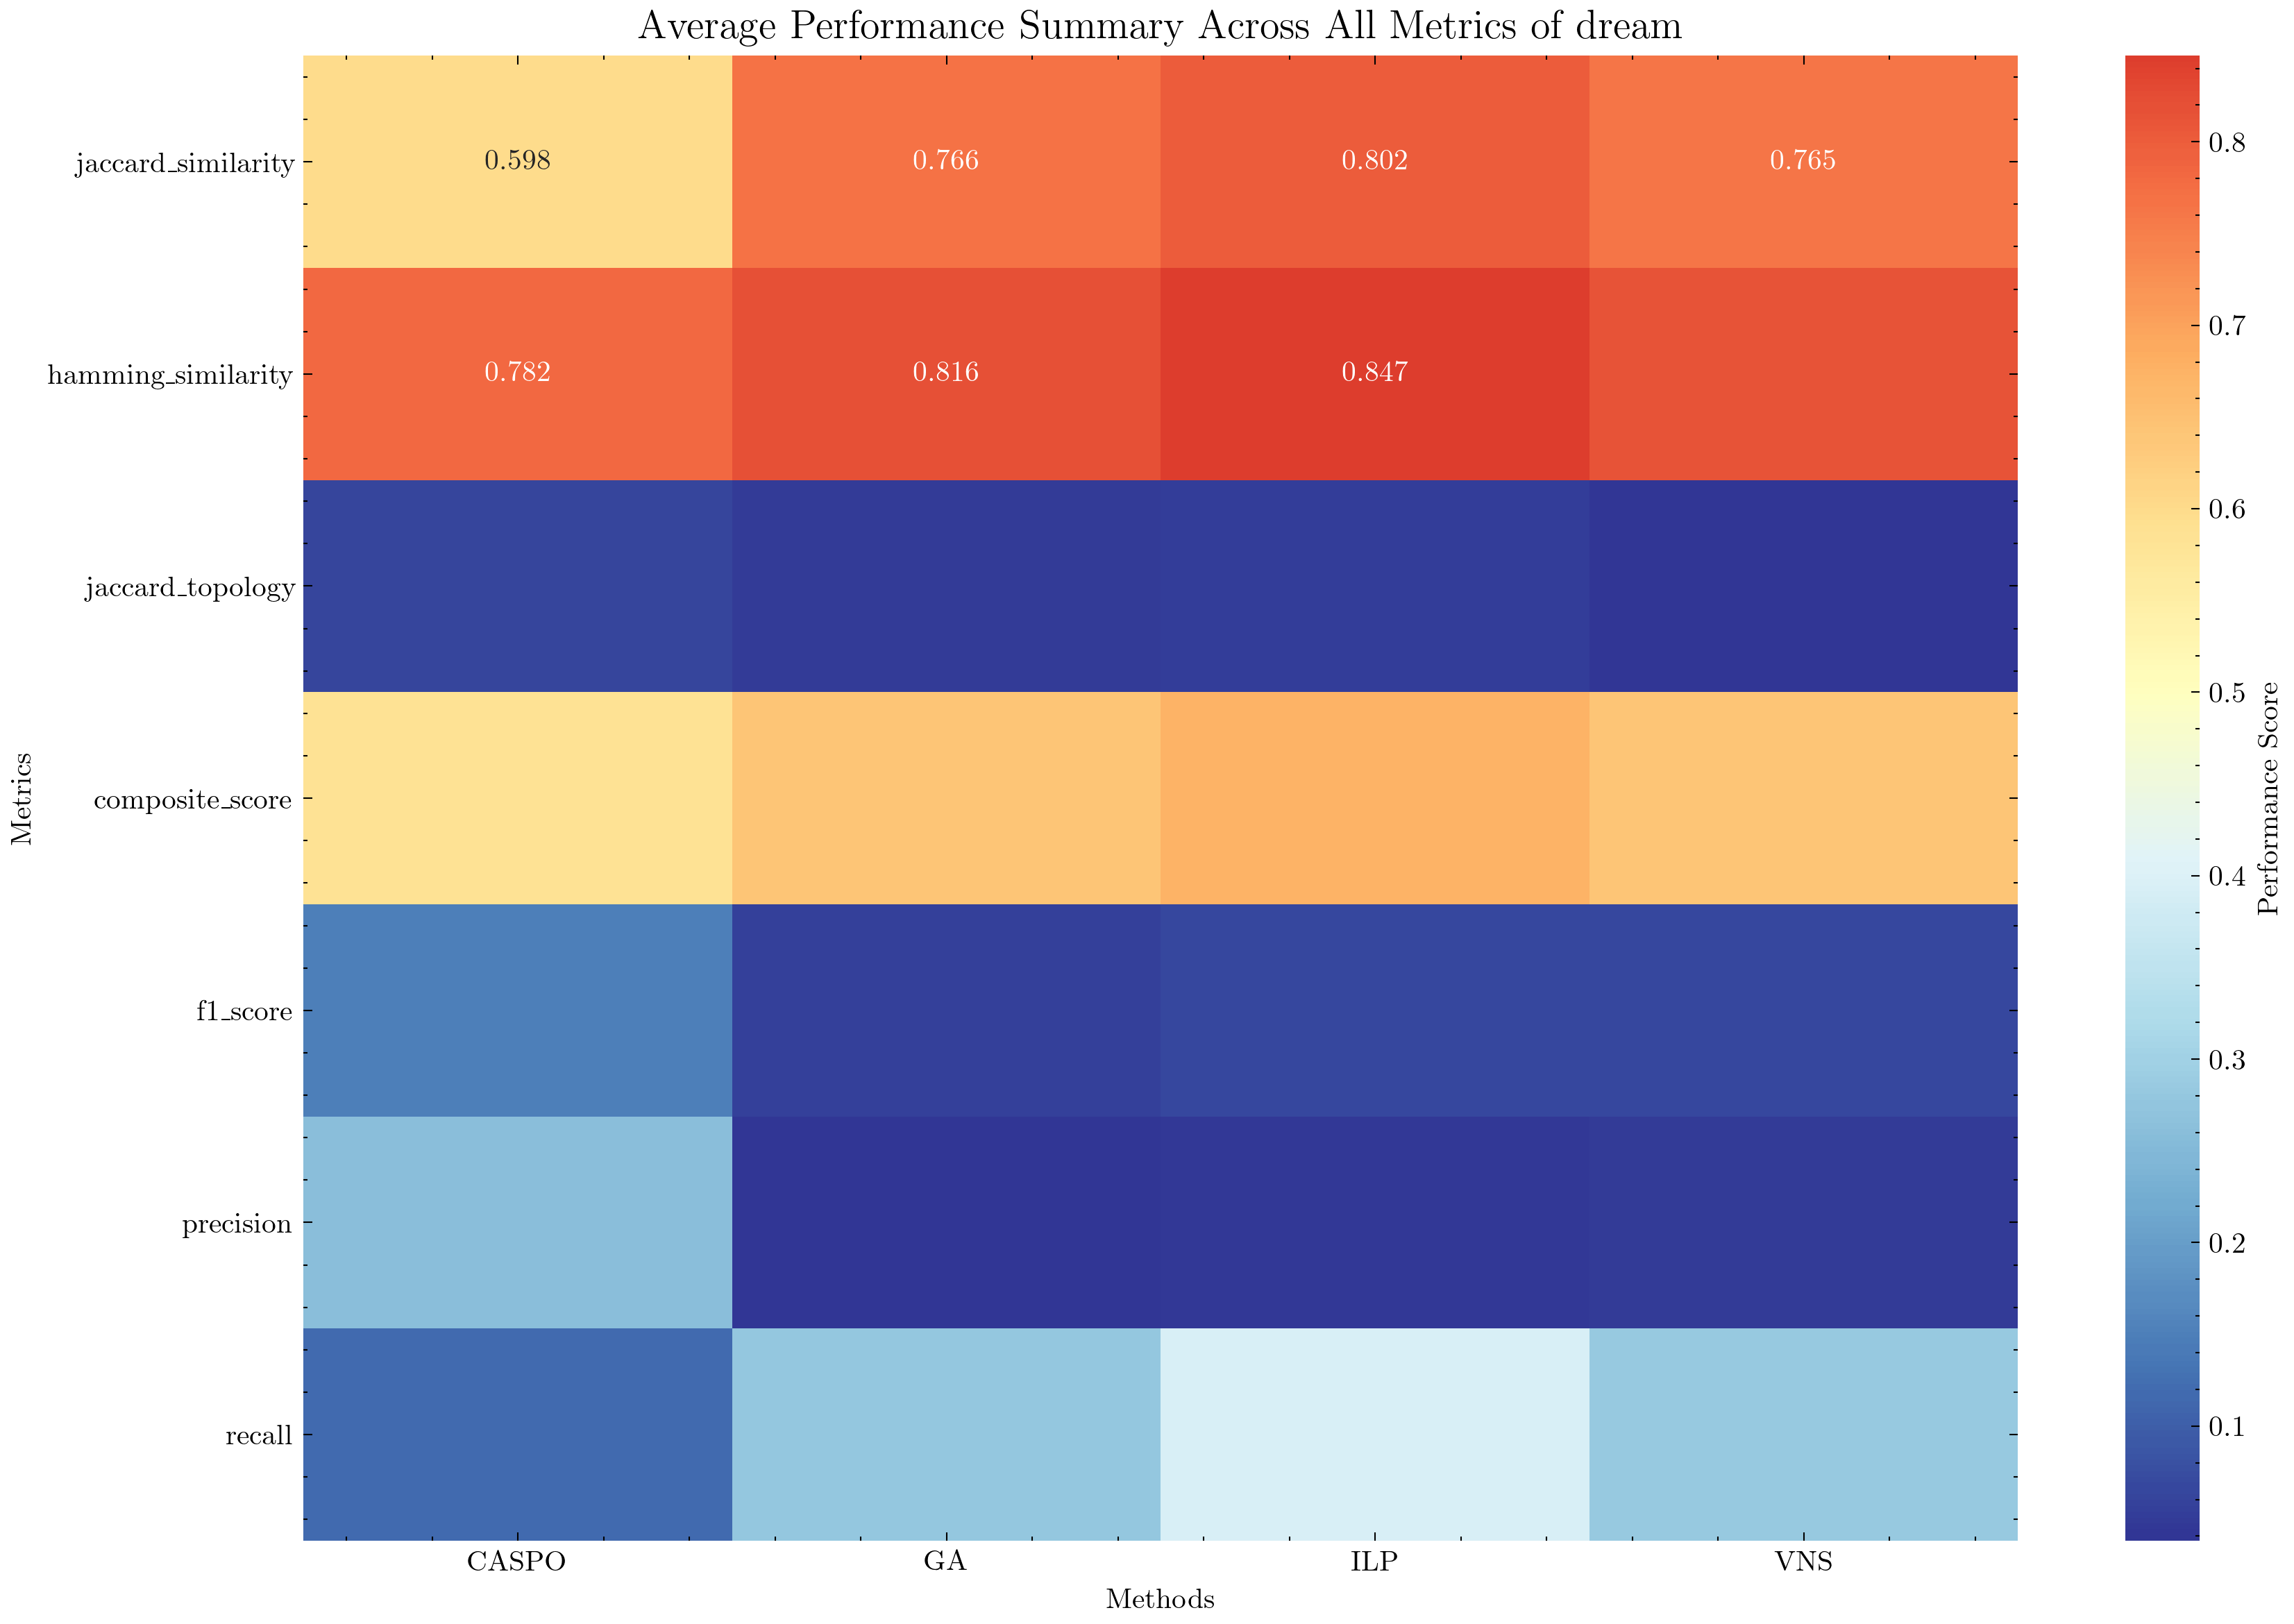 Average Performance Summary Across All Metrics of dream
jaccard_similarity
0.598
0.766
0.802
0.765
hamming_similarity
0.782
0.816
0.847
jaccard_topology
composite_score
f1_score
precision
recall
Metrics
CASPO
GA
ILP
VNS
Methods
0.8
0.7
0.6
0.5
0.4
0.3
0.2
0.1
Performance Score